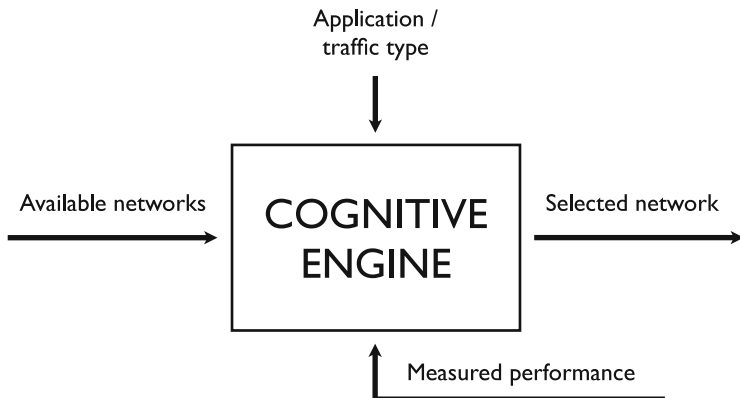 Application /
traffic type
Available networks
COGNITIVE
ENGINE
Selected network
Measured performance